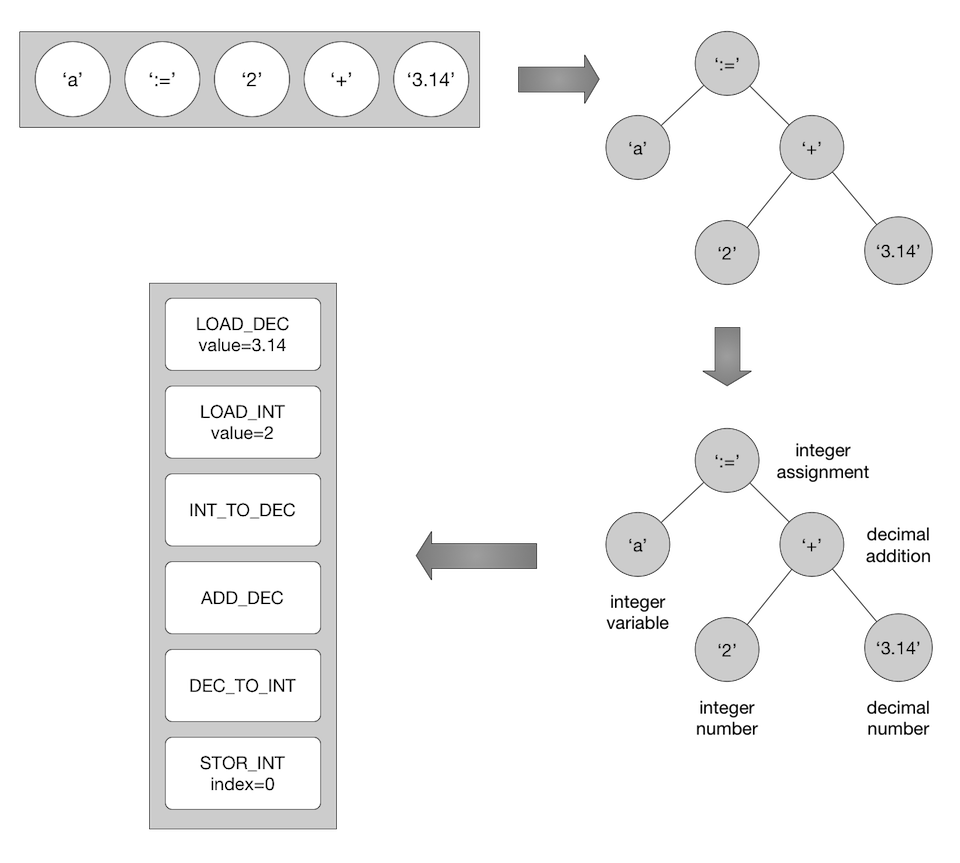 ‘a’
‘:=’
‘2’
‘+’
‘3.14’
‘:=’
‘a’
‘+’
‘2’
‘3.14’
‘:=’
integer
assignment
‘a’
integer
variable
‘+’
decimal
addition
‘2’
integer
number
‘3.14’
decimal
number
LOAD_DEC
value=3.14
LOAD_INT
value=2
INT_TO_DEC
ADD_DEC
DEC_TO_INT
STOR_INT
index=0